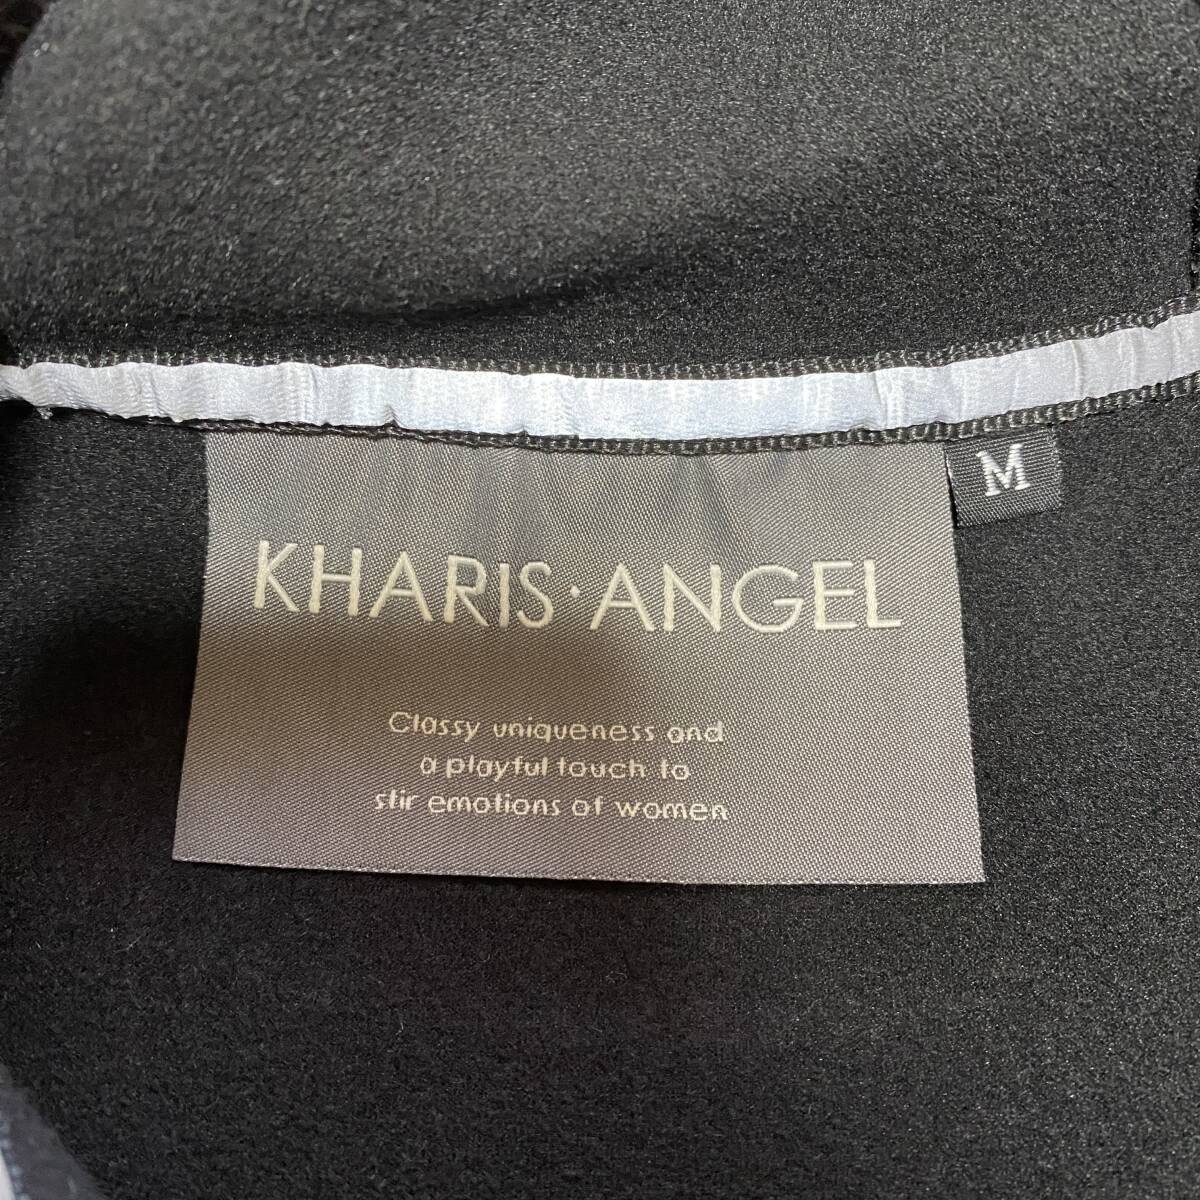 M
KHARIS·ANGEL
Classy uniqueness and
a playful touch to
stir emotions of women